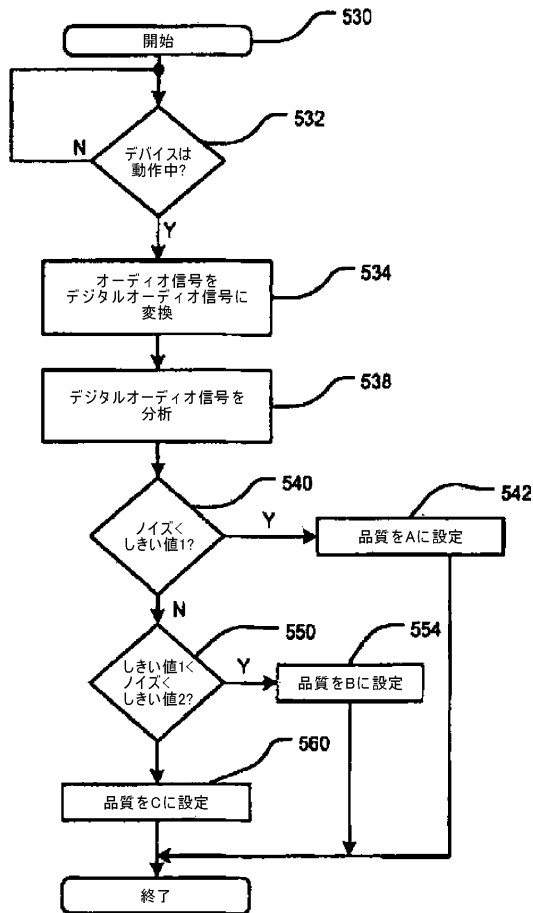 開始
530
532
N
デバイスは
動作中?
Y
オーディオ信号を
デジタルオーディオ信号に
変換
534
デジタルオーディオ信号を
分析
538
540
ノイズ<
しきい値1?
Y
542
品質をAに設定
N
550
しきい値1<
ノイズ<
しきい値2?
Y
554
品質をBに設定
560
品質をCに設定
終了